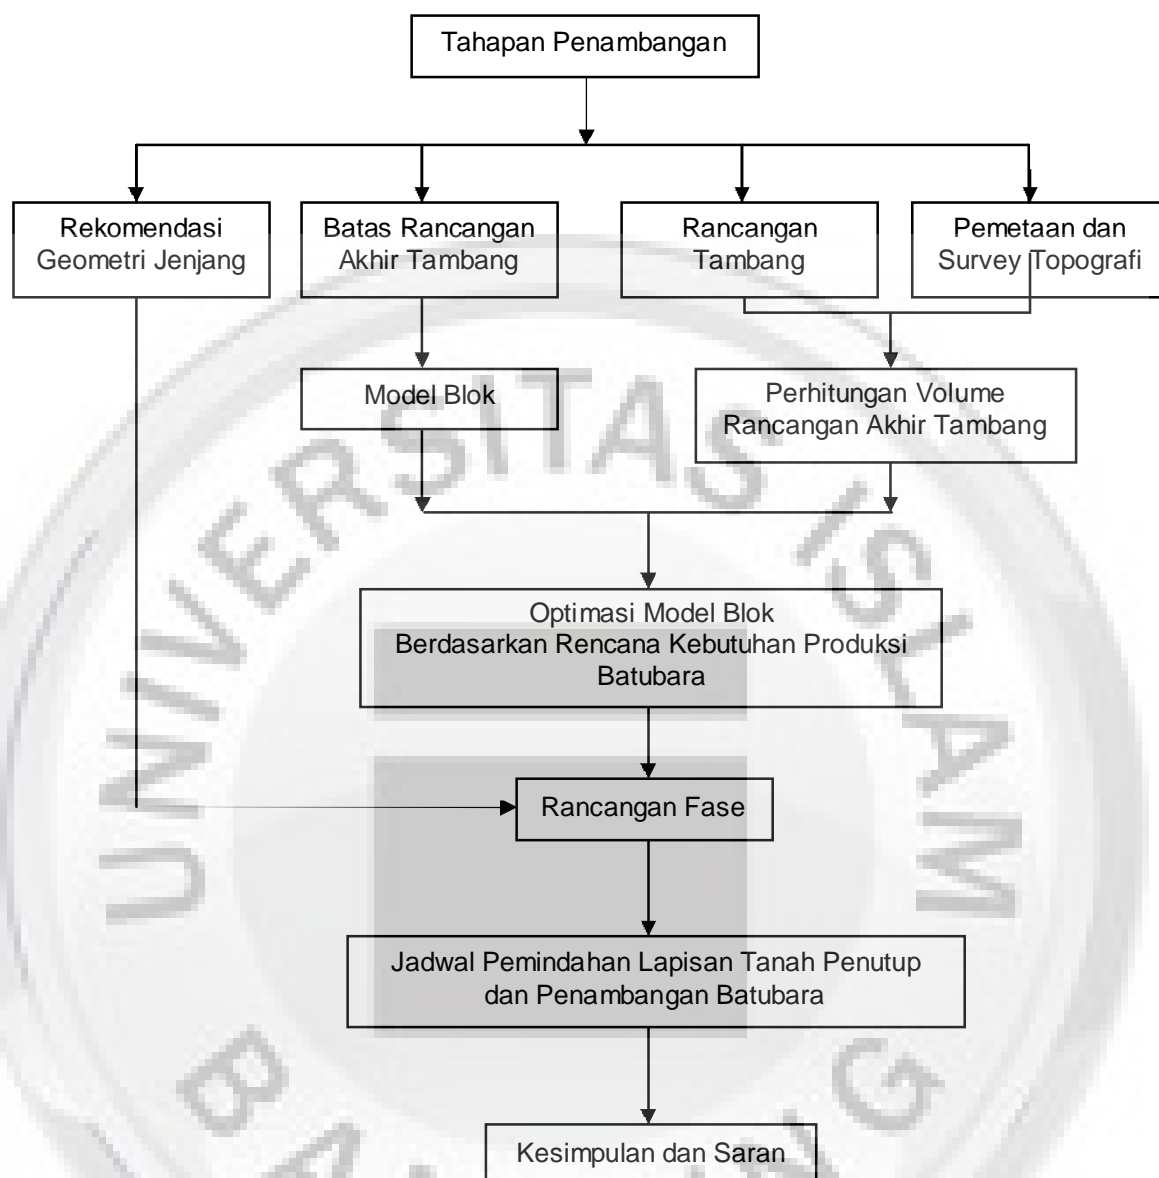 Tahapan Penambangan
Rekomendasi
Geometri Jenjang
Batas Rancangan
Akhir Tambang
Rancangan
Tambang
Pemetaan dan
Survey Topografi
Model Blok
Perhitungan Volume
Rancangan Akhir Tambang
Optimasi Model Blok
Berdasarkan Rencana Kebutuhan Produksi
Batubara
Rancangan Fase
Jadwal Pemindahan Lapisan Tanah Penutup
dan Penambangan Batubara
Kesimpulan dan Saran
UNIVERSITAS ISLAM